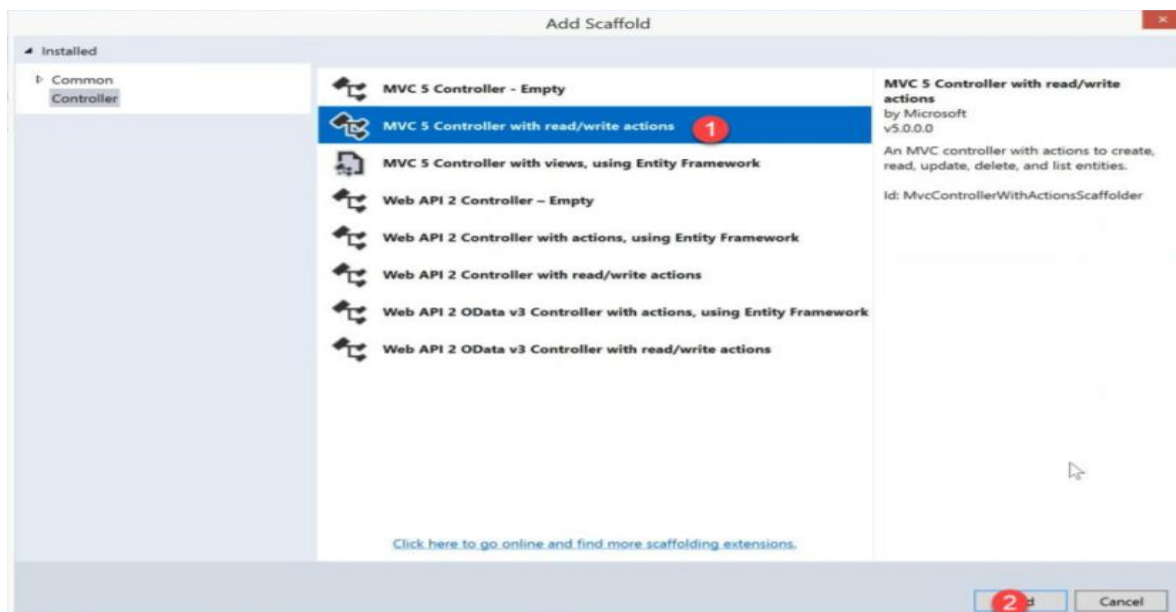 Add Scaffold
Installed
Common
Controller
MVC 5 Controller - Empty
MVC 5 Controller with read/write actions
1
MVC 5 Controller with views, using Entity Framework
Web API 2 Controller – Empty
Web API 2 Controller with actions, using Entity Framework
Web API 2 Controller with read/write actions
Web API 2 OData v3 Controller with actions, using Entity Framework
Web API 2 OData v3 Controller with read/write actions
Click here to go online and find more scaffolding extensions.
MVC 5 Controller with read/write
actions
by Microsoft
v5.0.0.0
An MVC controller with actions to create,
read, update, delete, and list entities.
Id: MvcControllerWithActionsScaffolder
2
Cancel